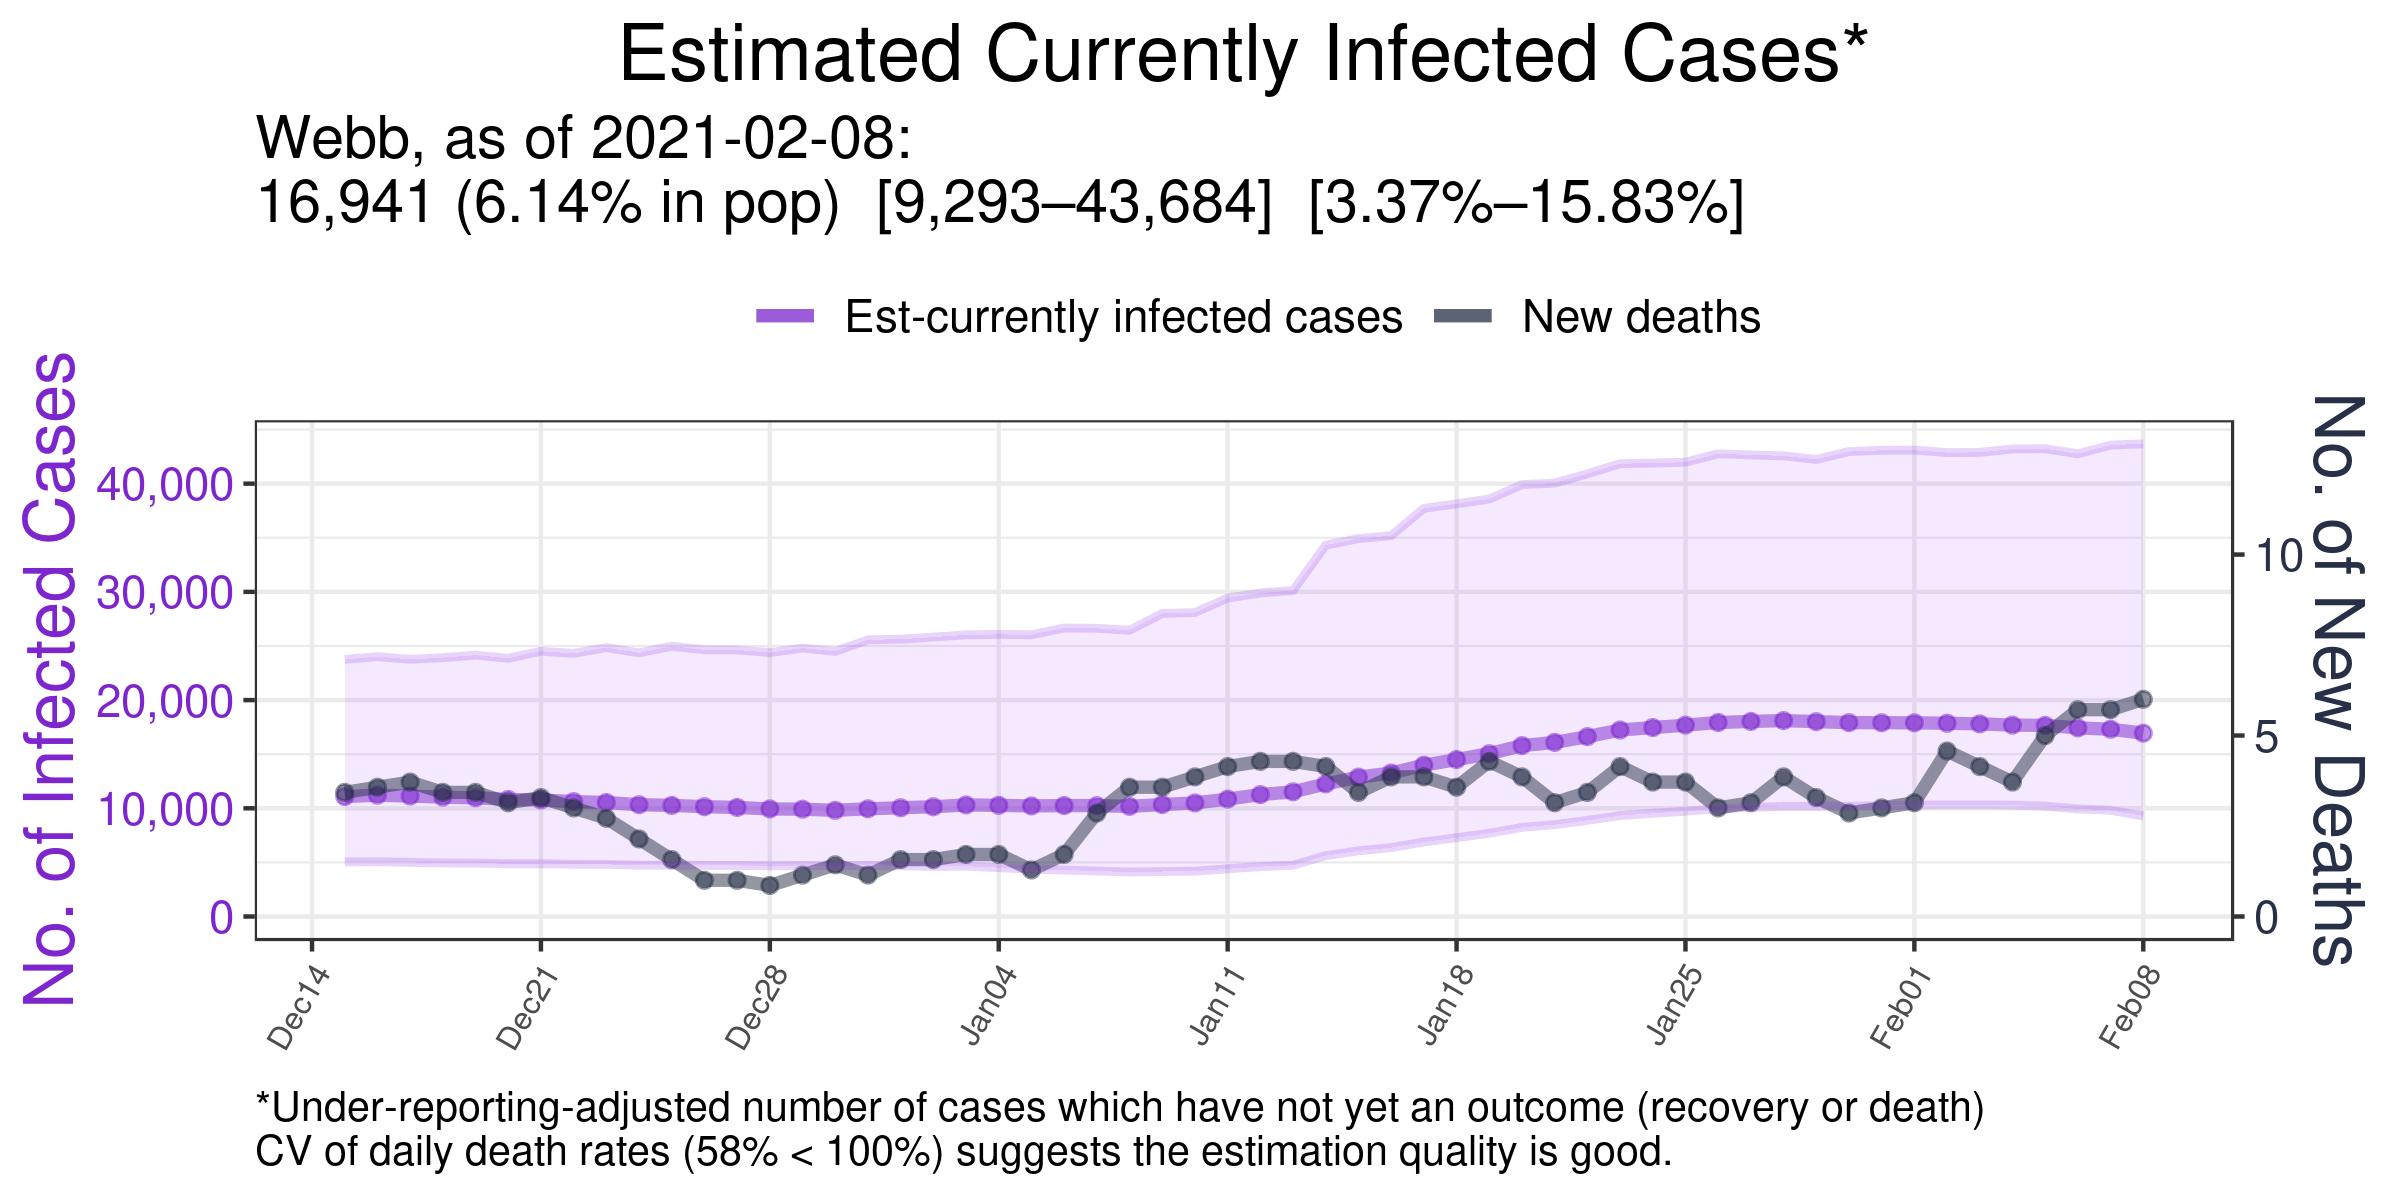 Estimated Currently Infected Cases*
Webb, as of 2021-02-08:
16,941 (6.14% in pop)  [9,293–43,684]  [3.37%–15.83%]
Est-currently infected cases
New deaths
No. of Infected Cases
40,000
30,000
20,000
10,000
0
10
5
0
No. of New Deaths
Dec14
Dec21
Dec28
Jan04
Jan11
Jan18
Jan25
Feb01
Feb08
*Under-reporting-adjusted number of cases which have not yet an outcome (recovery or death)
CV of daily death rates (58% < 100%) suggests the estimation quality is good.